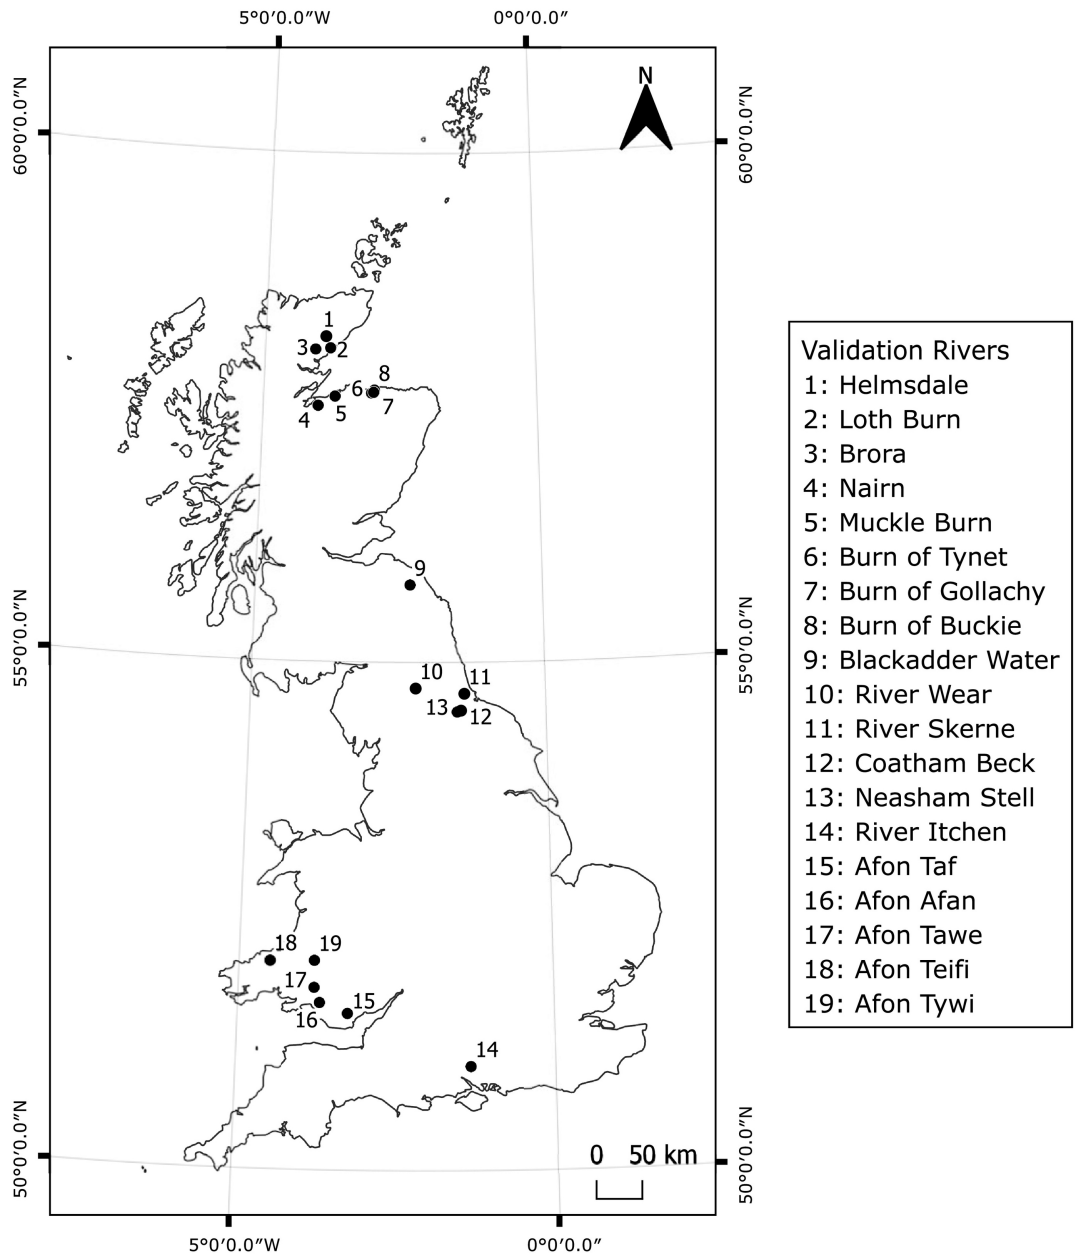 5°0′0.0″W 0°0′0.0″
N
60°0′0.0″N 60°0′0.0″N
1
3 2
8
6
5 7
4
9
55°0′0.0″N 55°0′0.0″N
10 11
13 12
18 19
17
15
16
14
0 50 km
50°0′0.0″N 50°0′0.0″N
5°0′0.0″W 0°0′0.0″
Validation Rivers
1: Helmsdale
2: Loth Burn
3: Brora
4: Nairn
5: Muckle Burn
6: Burn of Tynet
7: Burn of Gollachy
8: Burn of Buckie
9: Blackadder Water
10: River Wear
11: River Skerne
12: Coatham Beck
13: Neasham Stell
14: River Itchen
15: Afon Taf
16: Afon Afan
17: Afon Tawe
18: Afon Teifi
19: Afon Tywi